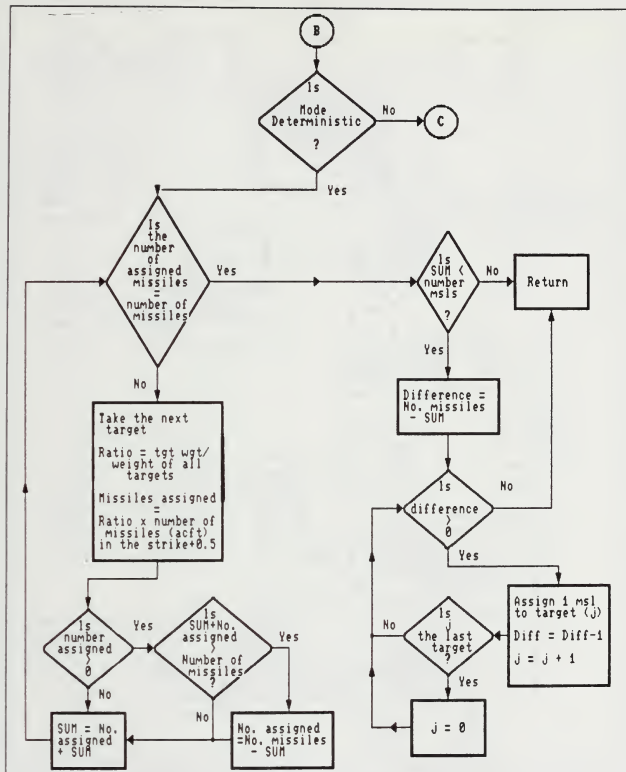 B
Is
Mode
Deterministic
?
No
C
Yes
Is
the
number
of
assigned
missiles
=
number of
missiles
Yes
Is
SUM <
number
msls
?
No
Return
No
Yes
Take the next
target
Ratio = tgt wgt/
weight of all
targets
Missiles assigned
=
Ratio x number of
missiles (acft)
in the strike+0.5
Difference =
No. missiles
- SUM
Is
difference
>
0
No
Yes
Assign 1 msl
to target (j)
Diff = Diff-1
j = j + 1
Is
j
the last
target
?
No
Yes
j = 0
Is
number
assigned
>
0
Yes
No
Is
SUM+No.
assigned
>
Number of
missiles
?
Yes
No
SUM = No.
assigned
+ SUM
No. assigned
=No. missiles
- SUM